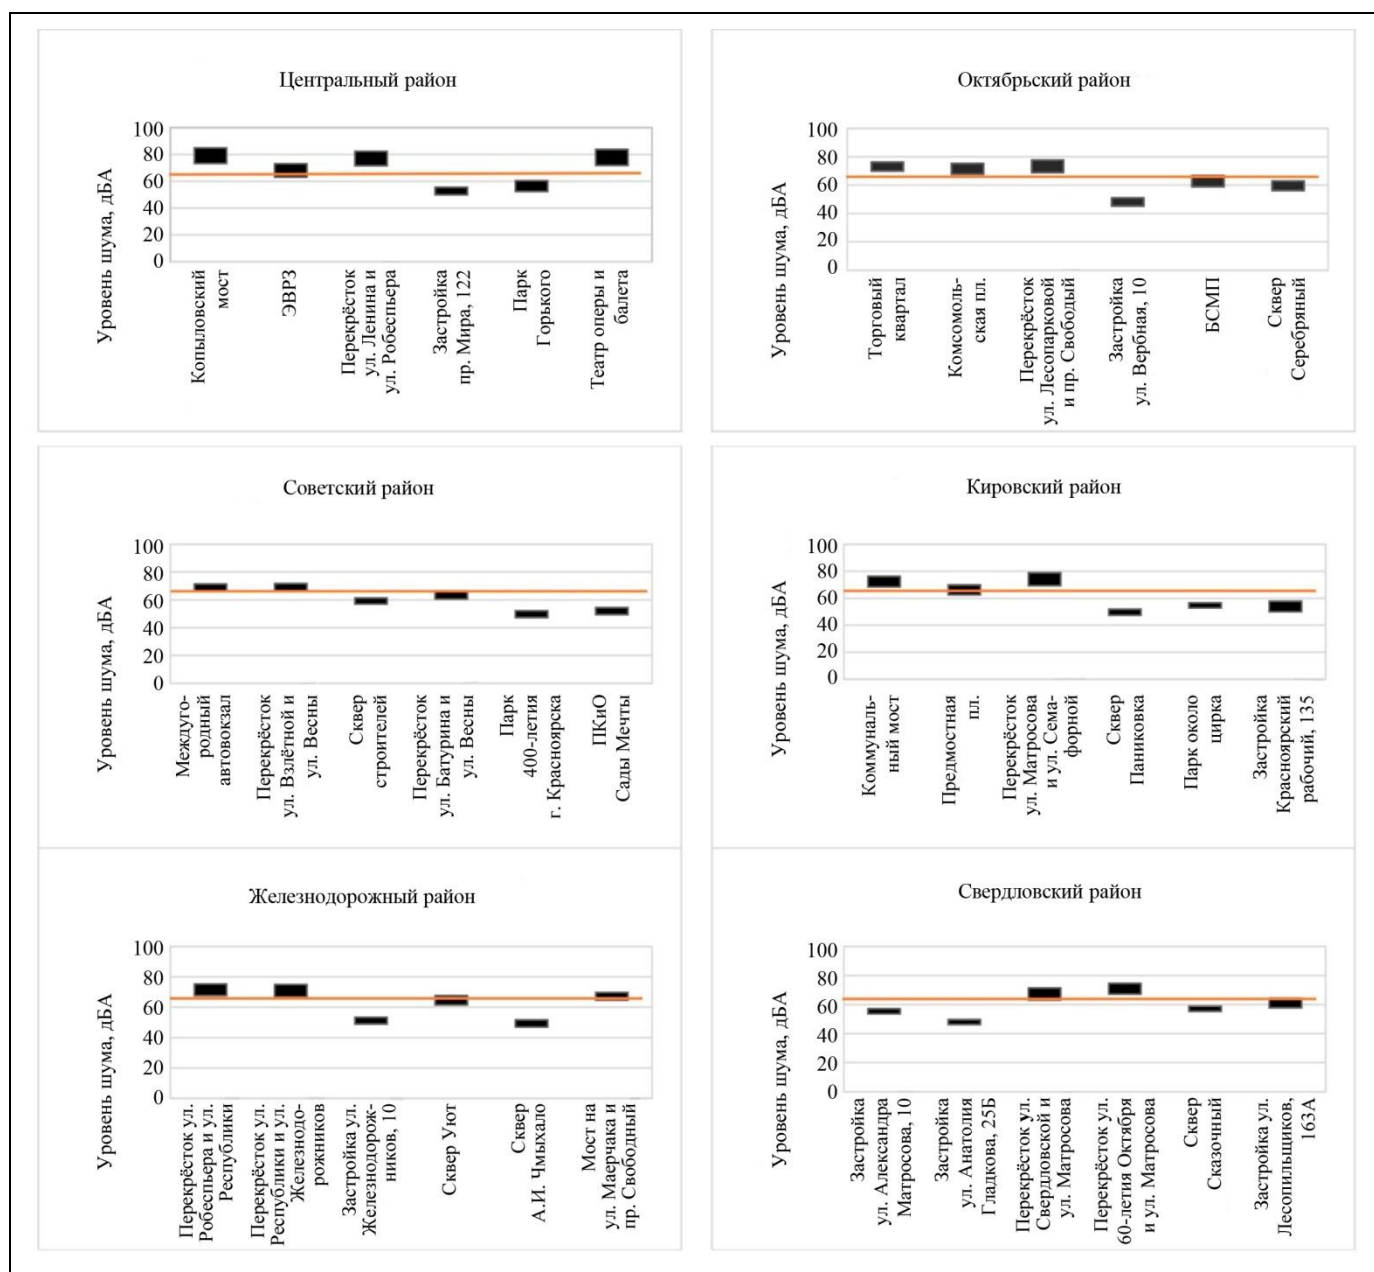 Центральный район
Уровень шума, дБА
100
80
60
40
20
0
Копыловский
мост
ЭВРЗ
Перекрёсток
ул. Ленина и
ул. Робеспьера
Застройка
пр. Мира, 122
Парк
Горького
Театр оперы и
балета
Октябрьский район
Уровень шума, дБА
100
80
60
40
20
0
Торговый
квартал
Комсомоль-
ская пл.
Перекрёсток
ул. Лесопарковой
и пр. Свободый
Застройка
ул. Вербная, 10
БСМП
Сквер
Серебряный
Советский район
Уровень шума, дБА
100
80
60
40
20
0
Междуго-
родный
автовокзал
Перекрёсток
ул. Взлётной и
ул. Весны
Сквер
строителей
Перекрёсток
ул. Батурина и
ул. Весны
Парк
400-летия
г. Красноярска
ПКиО
Сады Мечты
Кировский район
Уровень шума, дБА
100
80
60
40
20
0
Коммуналь-
ный мост
Предмостная
пл.
Перекрёсток
ул. Матросова
и ул. Сема-
форной
Сквер
Паниковка
Парк около
цирка
Застройка
Красноярский
рабочий, 135
Железнодорожный район
Уровень шума, дБА
100
80
60
40
20
0
Перекрёсток ул.
Робеспьера и ул.
Республики
Перекрёсток ул.
Республики и ул.
Железнодо-
рожников
Застройка ул.
Железнодорож-
ников, 10
Сквер Уют
Сквер
А.И. Чмыхало
Мост на
ул. Маерчака и
пр. Свободный
Свердловский район
Уровень шума, дБА
100
80
60
40
20
0
Застройка
ул. Александра
Матросова, 10
Застройка
ул. Анатолия
Гладкова, 25Б
Перекрёсток ул.
Свердловской и
ул. Матросова
Перекрёсток ул.
60-летия Октября
и ул. Матросова
Сквер
Сказочный
Застройка ул.
Лесопильщиков,
163А